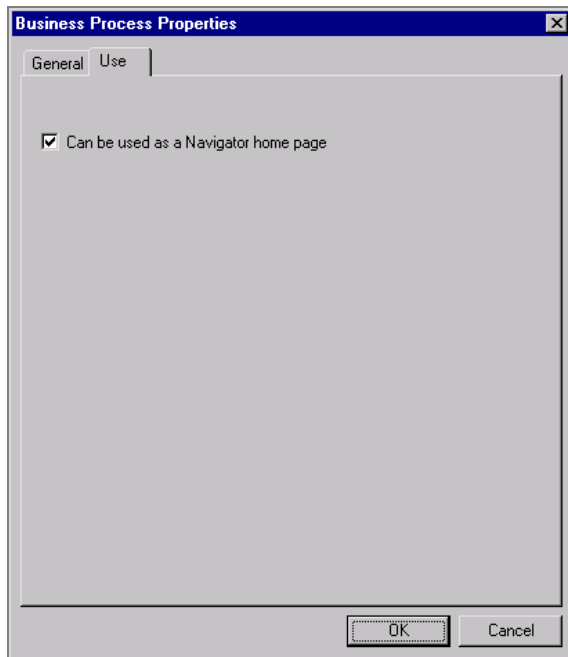 Business Process Properties
General
Use
Can be used as a Navigator home page
OK
Cancel